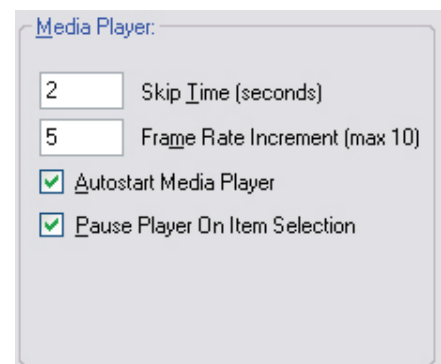 Media Player:
2 Skip Time (seconds)
5 Frame Rate Increment (max 10)
Autostart Media Player
Pause Player On Item Selection